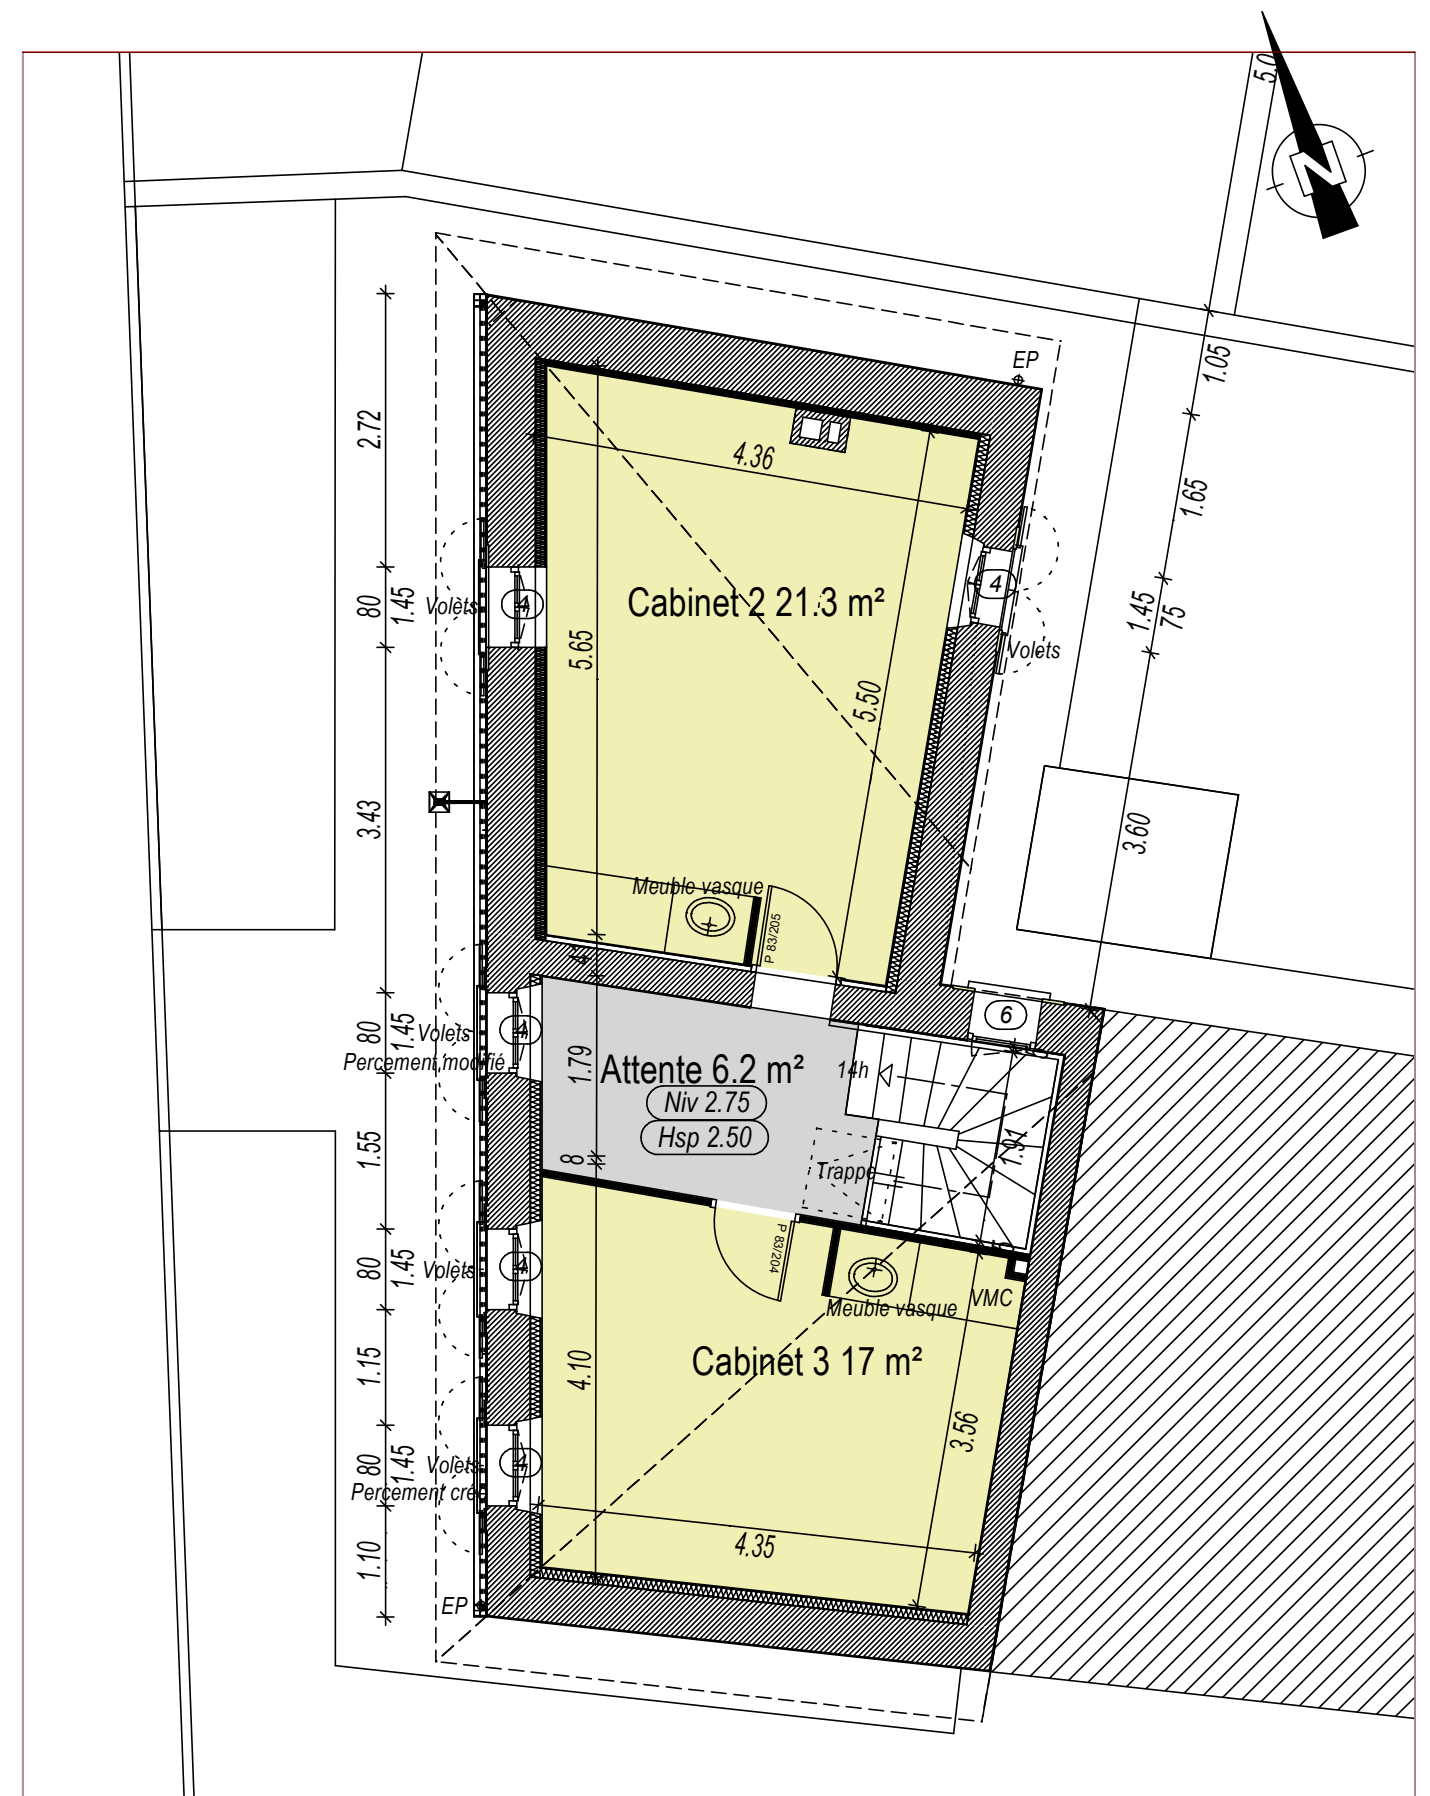 5.0
N
EP
1.05
2.72
4.36
1.65
4
80
1.45
Volets
4
Cabinet 2 21.3 m²
1.45
75
Volets
5.65
5.50
3.43
3.60
Meuble vasque
P 83/205
6
80
1.45
Volets
4
Percement modifié
1.79
Attente 6.2 m²
14h
Niv 2.75
Hsp 2.50
1.55
8
Trappe
1.91
80
1.45
Volets
4
P 83/204
Meuble vasque
VMC
1.15
4.10
Cabinet 3 17 m²
3.56
80
1.45
Volets
4
Percement créé
4.35
1.10
EP